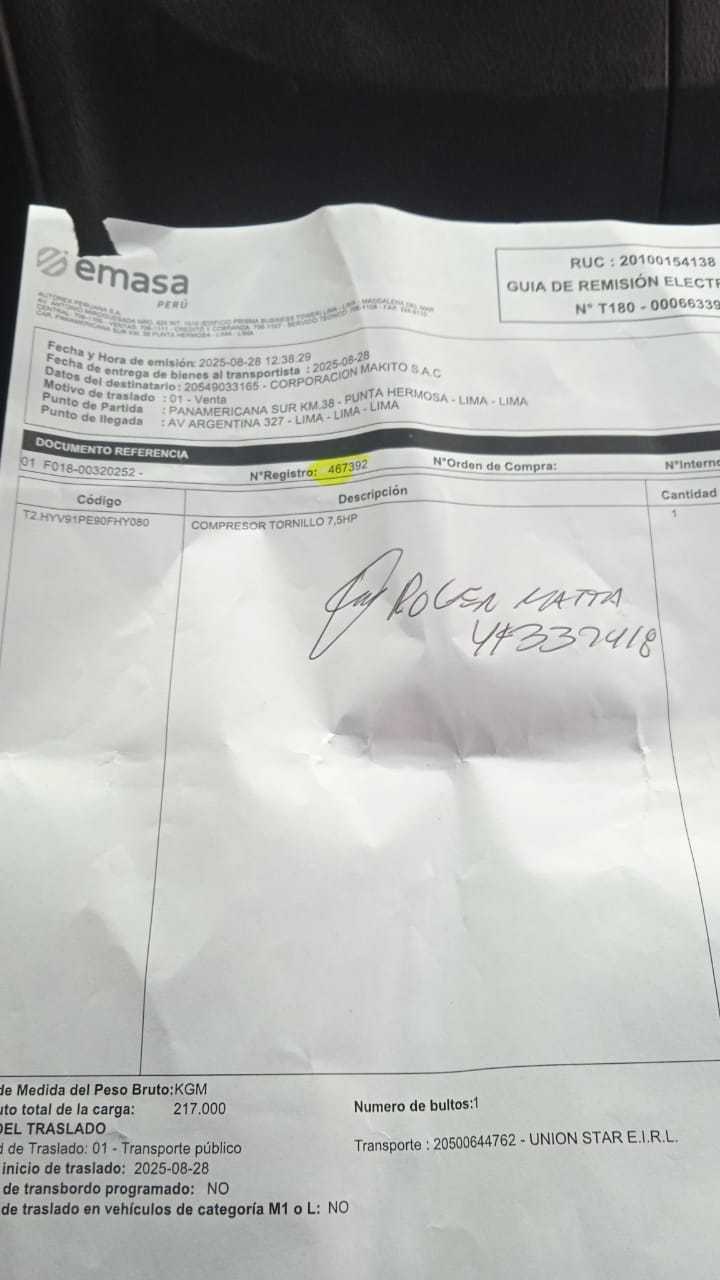 emasa
PERÚ
RUC : 20100154138
GUIA DE REMISIÓN ELECTR
N° T180 - 00066339
AUTOREX PERUANA S.A.
Fecha y Hora de emisión: 2025-08-28 12.38.29
Fecha de entrega de bienes al transportista : 2025-08-28
Datos del destinatario: 20549033165 - CORPORACION MAKITO S.A.C
Motivo de traslado : 01 - Venta
Punto de Partida : PANAMERICANA SUR KM.38 - PUNTA HERMOSA - LIMA - LIMA
Punto de llegada : AV ARGENTINA 327 - LIMA - LIMA - LIMA
DOCUMENTO REFERENCIA
01 F018-00320252 - N°Registro: 467392 N°Orden de Compra: N°Interno
Código Descripción Cantidad
T2.HYV91PE90FHY080 COMPRESOR TORNILLO 7,5HP 1
ROGER MATTA
de Medida del Peso Bruto:KGM
uto total de la carga: 217.000 Numero de bultos:1
DEL TRASLADO
d de Traslado: 01 - Transporte público Transporte : 20500644762 - UNION STAR E.I.R.L.
inicio de traslado: 2025-08-28
de transbordo programado: NO
de traslado en vehículos de categoría M1 o L: NO